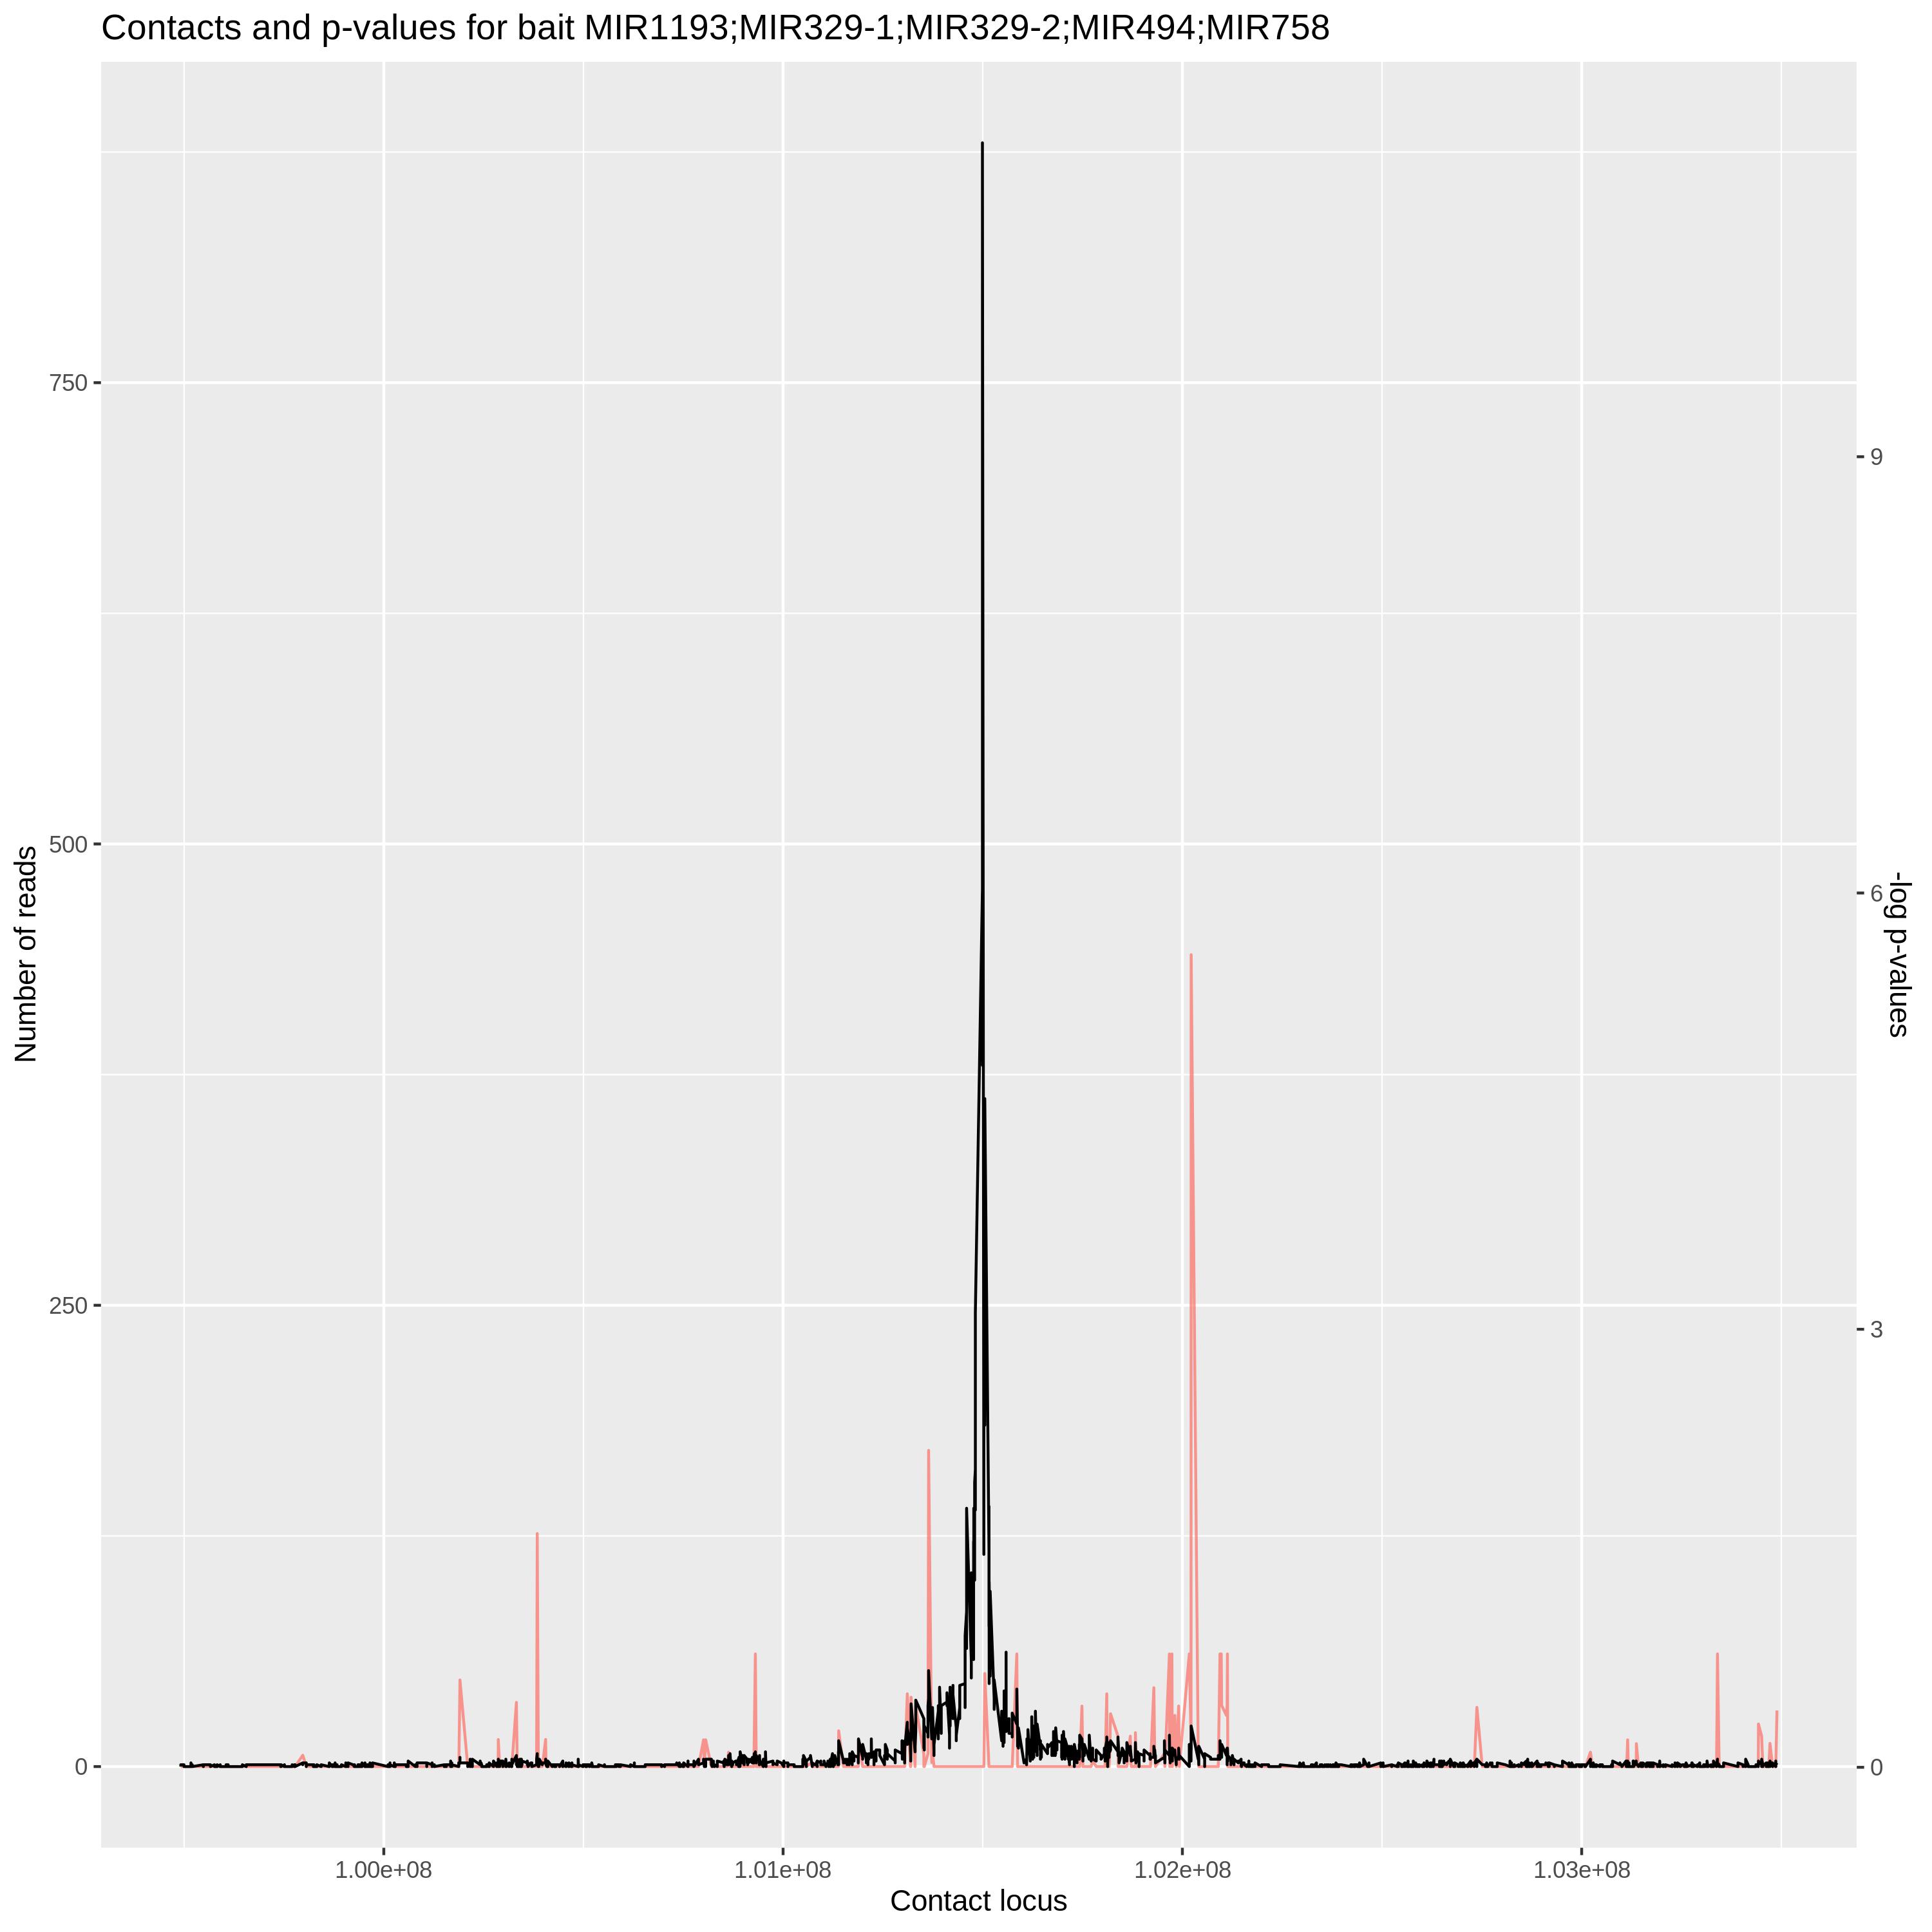 Contacts and p-values for bait MIR1193;MIR329-1;MIR329-2;MIR494;MIR758
Number of reads
750
500
250
0
9
6
3
0
-log p-values
1.00e+08 1.01e+08 1.02e+08 1.03e+08
Contact locus